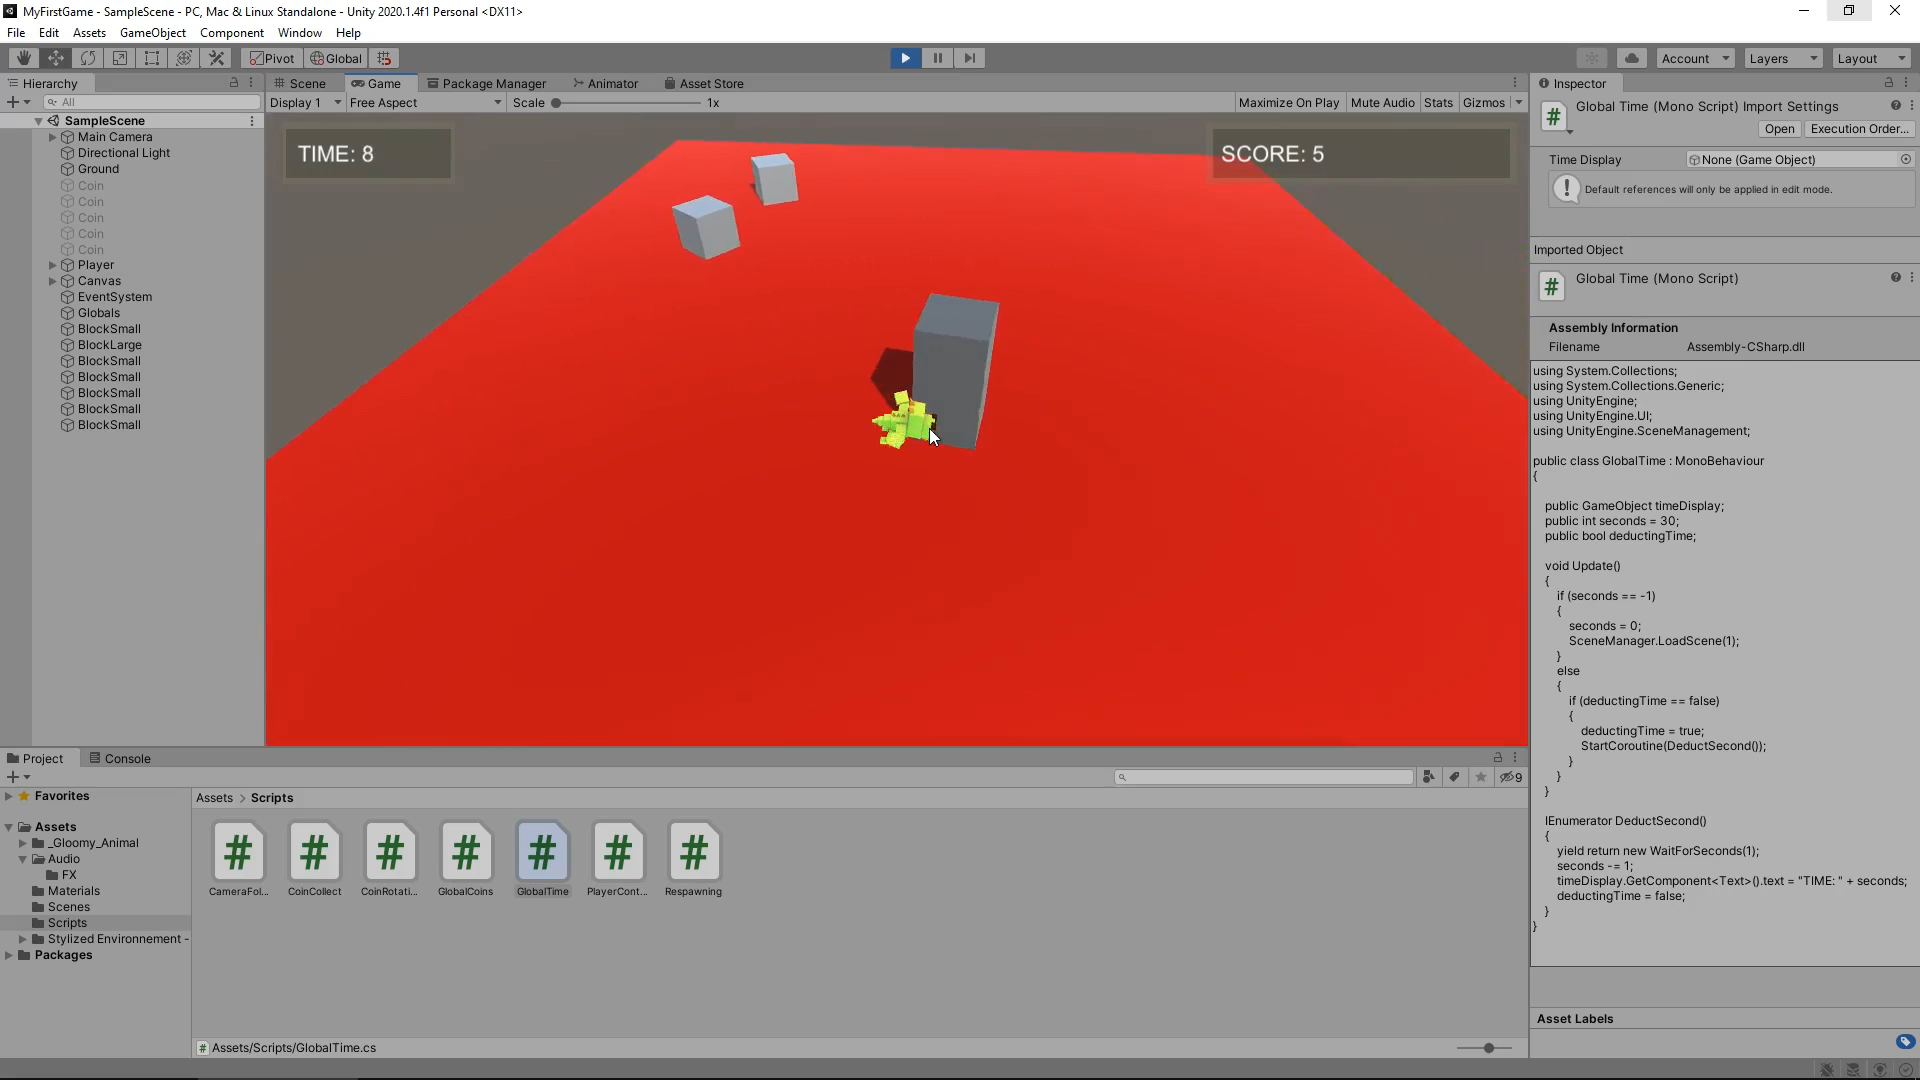 MyFirstGame - SampleScene - PC, Mac & Linux Standalone - Unity 2020.1.4f1 Personal <DX11>
File Edit Assets GameObject Component Window Help
Pivot Global Account Layers Layout
Hierarchy Scene Game Package Manager Animator Asset Store Inspector
All Display 1 Free Aspect Scale 1x Maximize On Play Mute Audio Stats Gizmos
SampleScene
Main Camera
Directional Light
Ground
Coin
Coin
Coin
Coin
Coin
Player
Canvas
EventSystem
Globals
BlockSmall
BlockLarge
BlockSmall
BlockSmall
BlockSmall
BlockSmall
BlockSmall
TIME: 8
SCORE: 5
Global Time (Mono Script) Import Settings
Open Execution Order...
Time Display None (Game Object)
Default references will only be applied in edit mode.
Imported Object
Global Time (Mono Script)
Assembly Information
Filename Assembly-CSharp.dll
using System.Collections;
using System.Collections.Generic;
using UnityEngine;
using UnityEngine.UI;
using UnityEngine.SceneManagement;
public class GlobalTime : MonoBehaviour
{
public GameObject timeDisplay;
public int seconds = 30;
public bool deductingTime;
void Update()
{
if (seconds == -1)
{
seconds = 0;
SceneManager.LoadScene(1);
}
else
{
if (deductingTime == false)
{
deductingTime = true;
StartCoroutine(DeductSecond());
}
}
}
IEnumerator DeductSecond()
{
yield return new WaitForSeconds(1);
seconds -= 1;
timeDisplay.GetComponent<Text>().text = "TIME: " + seconds;
deductingTime = false;
}
}
Asset Labels
Project Console
9
Favorites
Assets
_Gloomy_Animal
Audio
FX
Materials
Scenes
Scripts
Stylized Environnement -
Packages
Assets > Scripts
CameraFol... CoinCollect CoinRotati... GlobalCoins GlobalTime PlayerCont... Respawning
Assets/Scripts/GlobalTime.cs